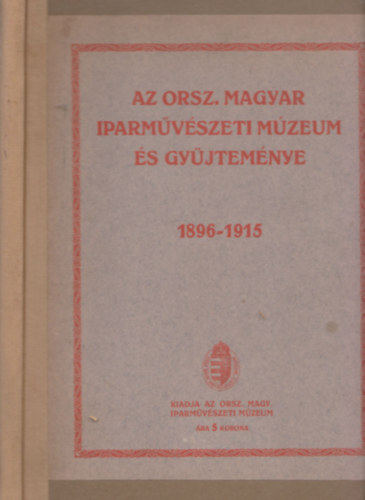 AZ ORSZ. MAGYAR
IPARMŰVÉSZETI MÚZEUM
ÉS GYŰJTEMÉNYE
1896-1915
KIADJA AZ ORSZ. MAGY.
IPARMŰVÉSZETI MÚZEUM
ÁRA 5 KORONA